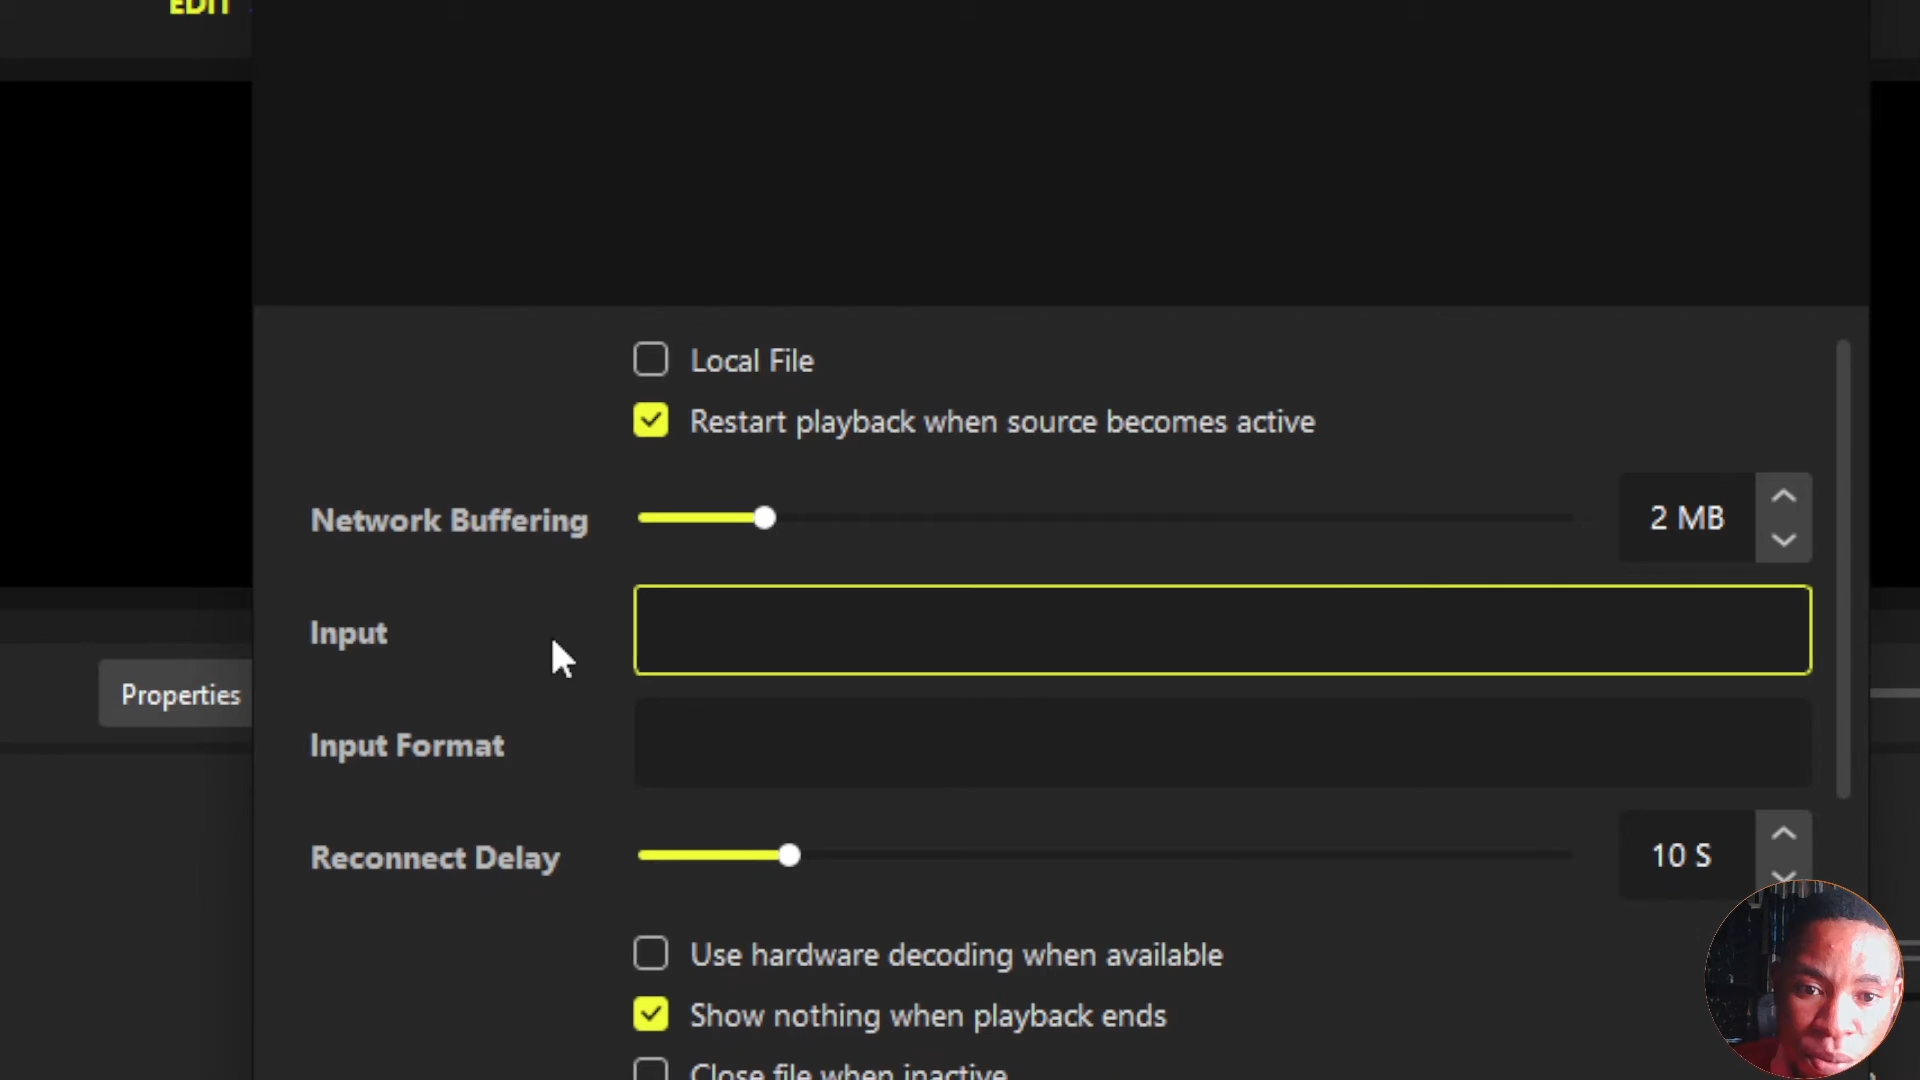 EDIT
Local File
Restart playback when source becomes active
Network Buffering
2 MB
Input
Properties
Input Format
Reconnect Delay
10 S
Use hardware decoding when available
Show nothing when playback ends
Close file when inactive